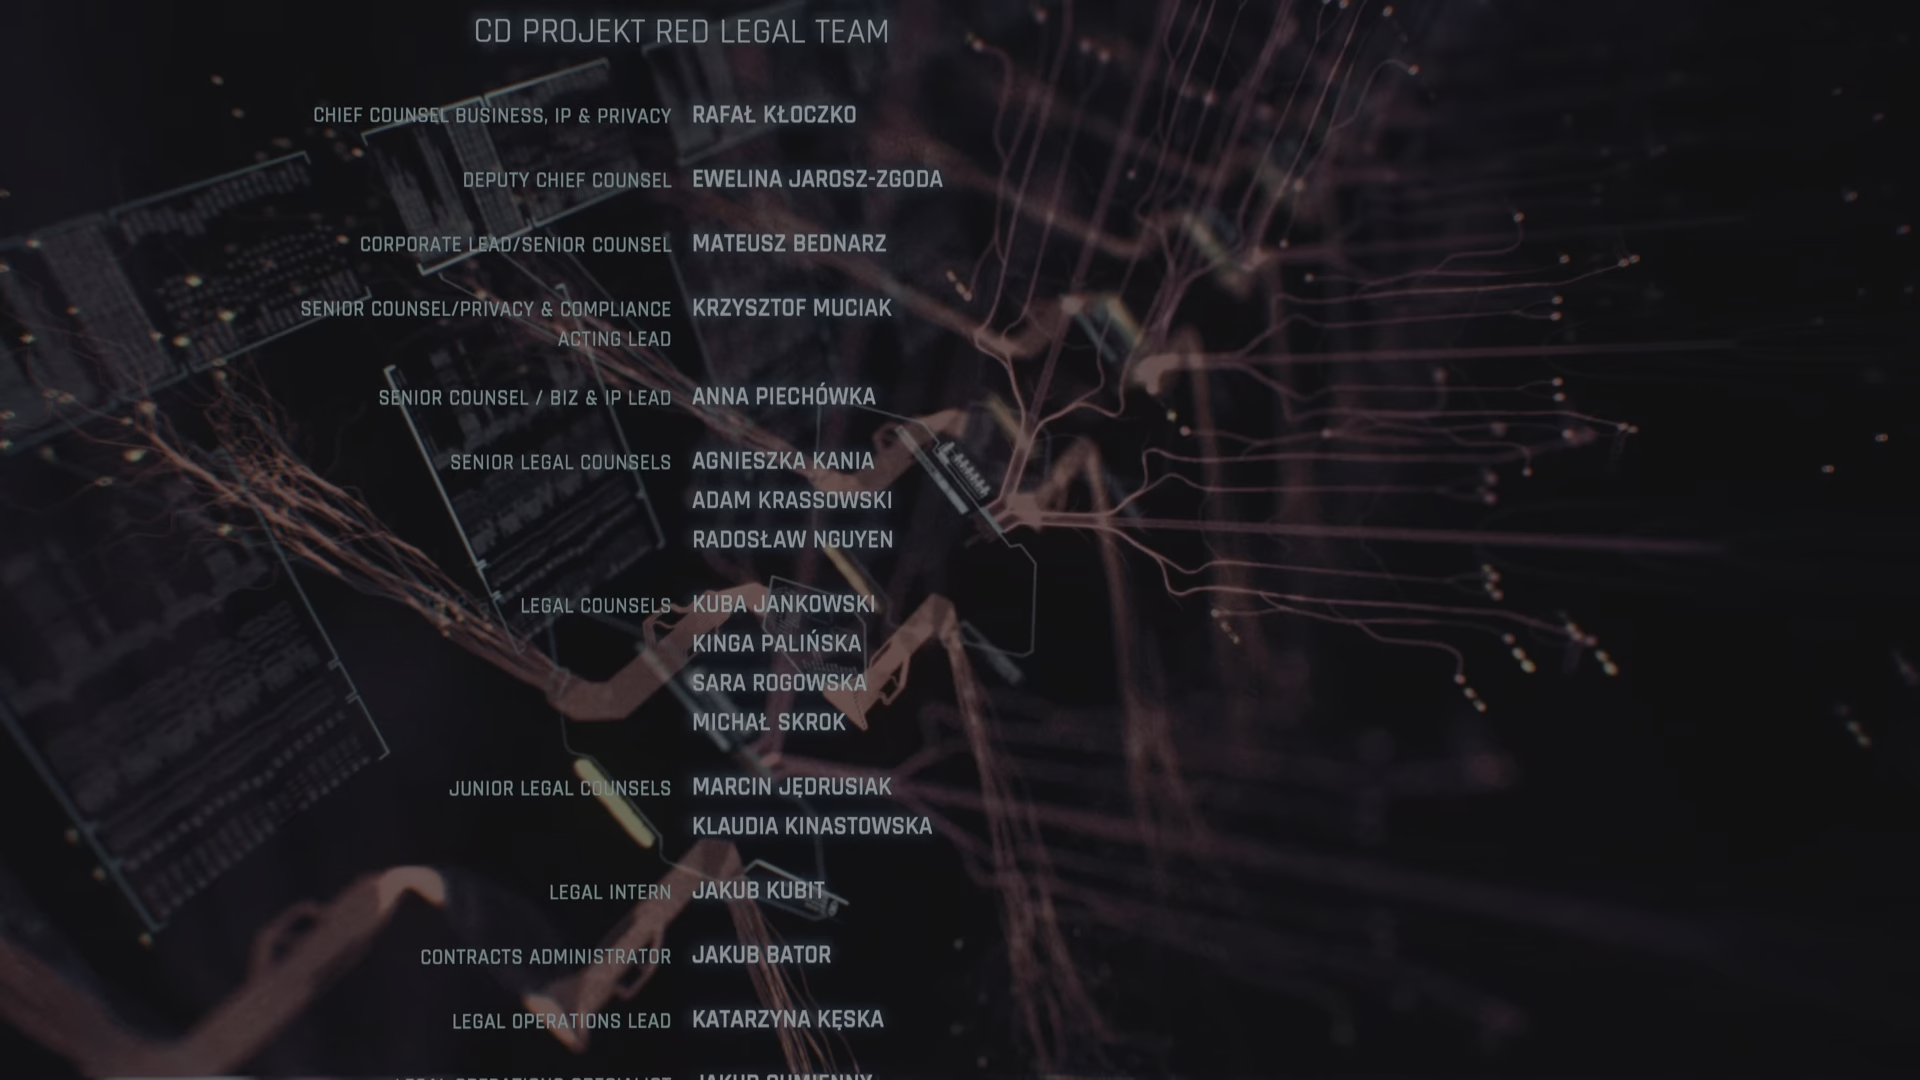 CD PROJEKT RED LEGAL TEAM
CHIEF COUNSEL BUSINESS, IP & PRIVACY RAFAŁ KŁOCZKO
DEPUTY CHIEF COUNSEL EWELINA JAROSZ-ZGODA
CORPORATE LEAD/SENIOR COUNSEL MATEUSZ BEDNARZ
SENIOR COUNSEL/PRIVACY & COMPLIANCE KRZYSZTOF MUCIAK
ACTING LEAD
SENIOR COUNSEL / BIZ & IP LEAD ANNA PIECHÓWKA
SENIOR LEGAL COUNSELS AGNIESZKA KANIA
ADAM KRASSOWSKI
RADOSŁAW NGUYEN
LEGAL COUNSELS KUBA JANKOWSKI
KINGA PALIŃSKA
SARA ROGOWSKA
MICHAŁ SKROK
JUNIOR LEGAL COUNSELS MARCIN JĘDRUSIAK
KLAUDIA KINASTOWSKA
LEGAL INTERN JAKUB KUBIT
CONTRACTS ADMINISTRATOR JAKUB BATOR
LEGAL OPERATIONS LEAD KATARZYNA KĘSKA